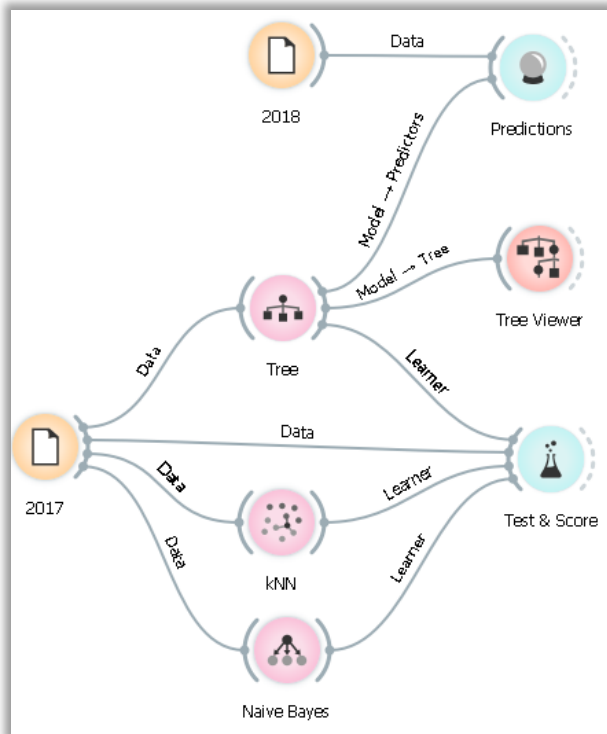 Data
2018
Predictions
Model → Predictors
Model → Tree
Tree Viewer
Tree
Data
Learner
Data
2017
Data
Learner
Test & Score
kNN
Data
Learner
Naive Bayes